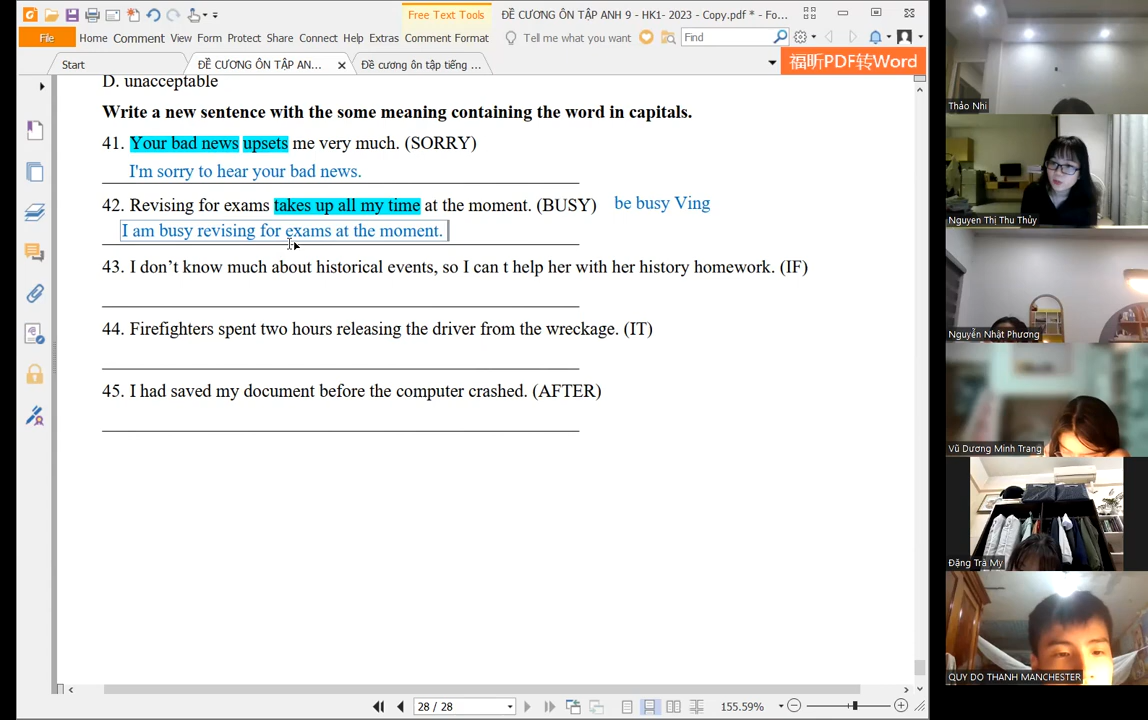 Free Text Tools
ĐỀ CƯƠNG ÔN TẬP ANH 9 - HK1- 2023 - Copy.pdf * - Fo...
File Home Comment View Form Protect Share Connect Help Extras Comment Format Tell me what you want Find
Start ĐỀ CƯƠNG ÔN TẬP AN... Đề cương ôn tập tiếng ... 福昕PDF转Word
D. unacceptable
Write a new sentence with the some meaning containing the word in capitals.
41. Your bad news upsets me very much. (SORRY)
I'm sorry to hear your bad news.
42. Revising for exams takes up all my time at the moment. (BUSY) be busy Ving
I am busy revising for exams at the moment.
43. I don’t know much about historical events, so I can t help her with her history homework. (IF)
44. Firefighters spent two hours releasing the driver from the wreckage. (IT)
45. I had saved my document before the computer crashed. (AFTER)
28 / 28
155.59%
Thảo Nhi
Nguyen Thị Thu Thủy
Nguyễn Nhật Phương
Vũ Dương Minh Trang
Đặng Trà My
QUY DO THANH MANCHESTER